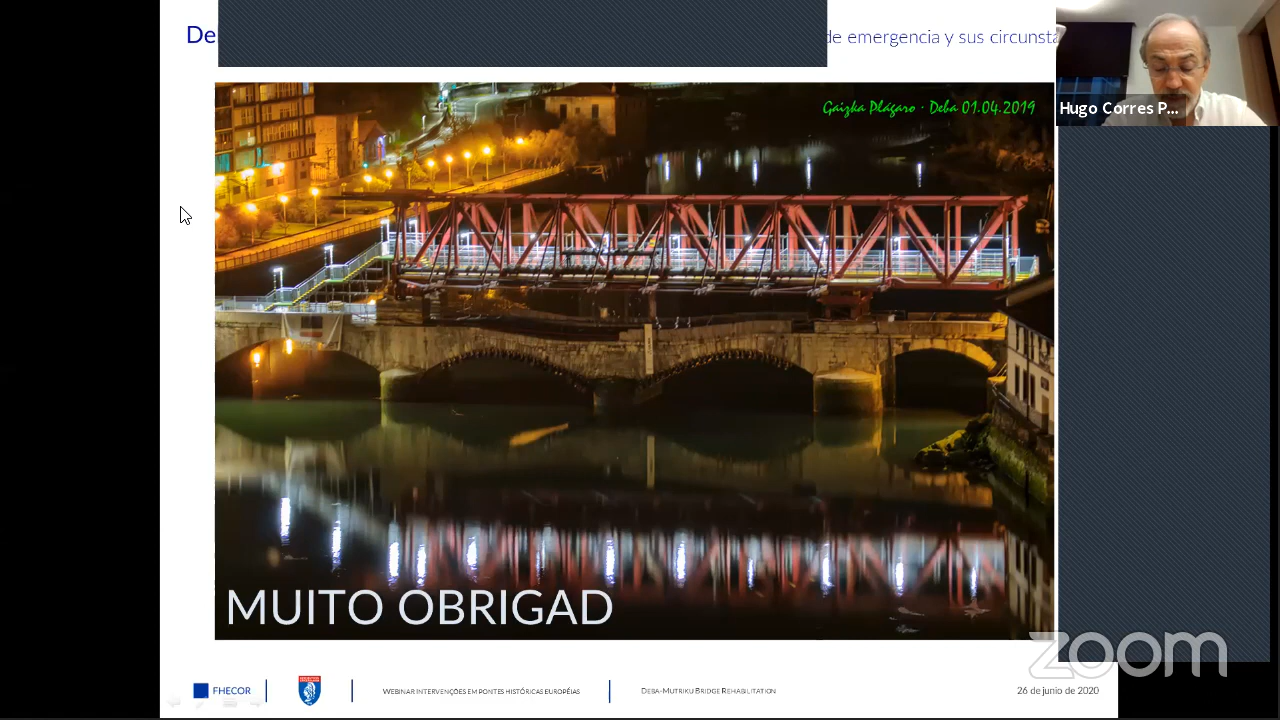 De
de emergencia y sus circunsta
Hugo Corres P...
Gaizka Plágaro · Deba 01.04.2019
MUITO OBRIGAD
zoom
FHECOR
WEBINAR INTERVENÇÕES EM PONTES HISTÓRICAS EUROPÉIAS
DEBA-MUTRIKU BRIDGE REHABILITATION
26 de junio de 2020